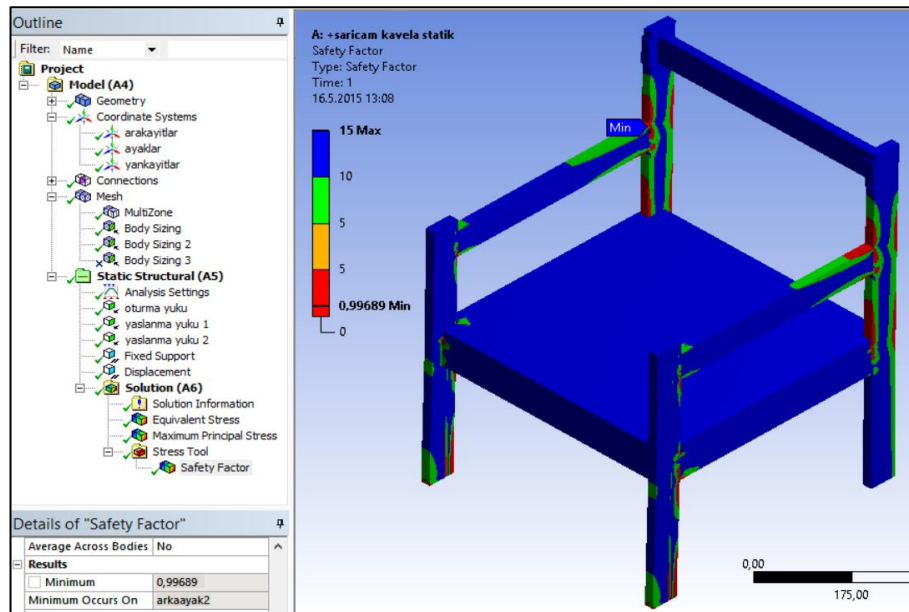 Outline
Filter: Name
Project
Model (A4)
Geometry
Coordinate Systems
arakayitlar
ayaklar
yankayitlar
Connections
Mesh
MultiZone
Body Sizing
Body Sizing 2
Body Sizing 3
Static Structural (A5)
Analysis Settings
oturma yuku
yaslanma yuku 1
yaslanma yuku 2
Fixed Support
Displacement
Solution (A6)
Solution Information
Equivalent Stress
Maximum Principal Stress
Stress Tool
Safety Factor
Details of "Safety Factor"
Average Across Bodies No
Results
Minimum 0,99689
Minimum Occurs On arkaayak2
A: +saricam kavela statik
Safety Factor
Type: Safety Factor
Time: 1
16.5.2015 13:08
15 Max
10
5
5
0,99689 Min
0
Min
0,00
175,00